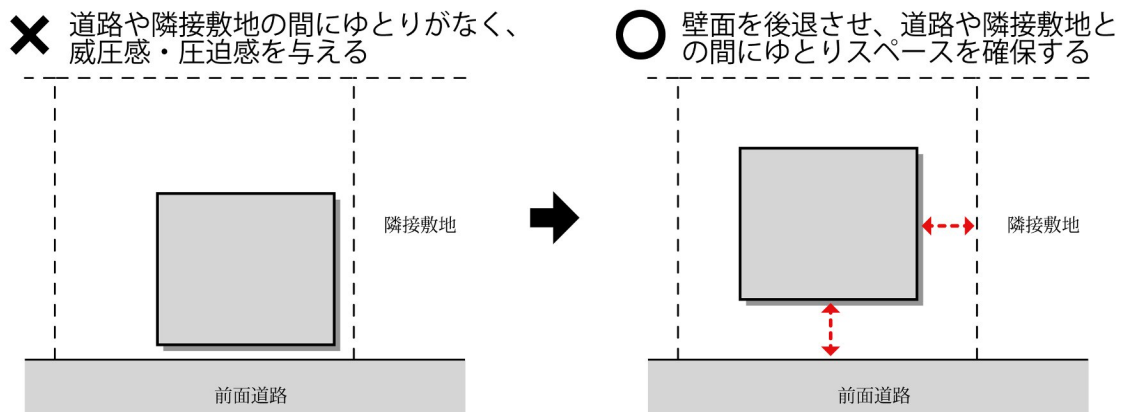 道路や隣接敷地の間にゆとりがなく、
威圧感・圧迫感を与える
隣接敷地
前面道路
壁面を後退させ、道路や隣接敷地と
の間にゆとりスペースを確保する
隣接敷地
前面道路